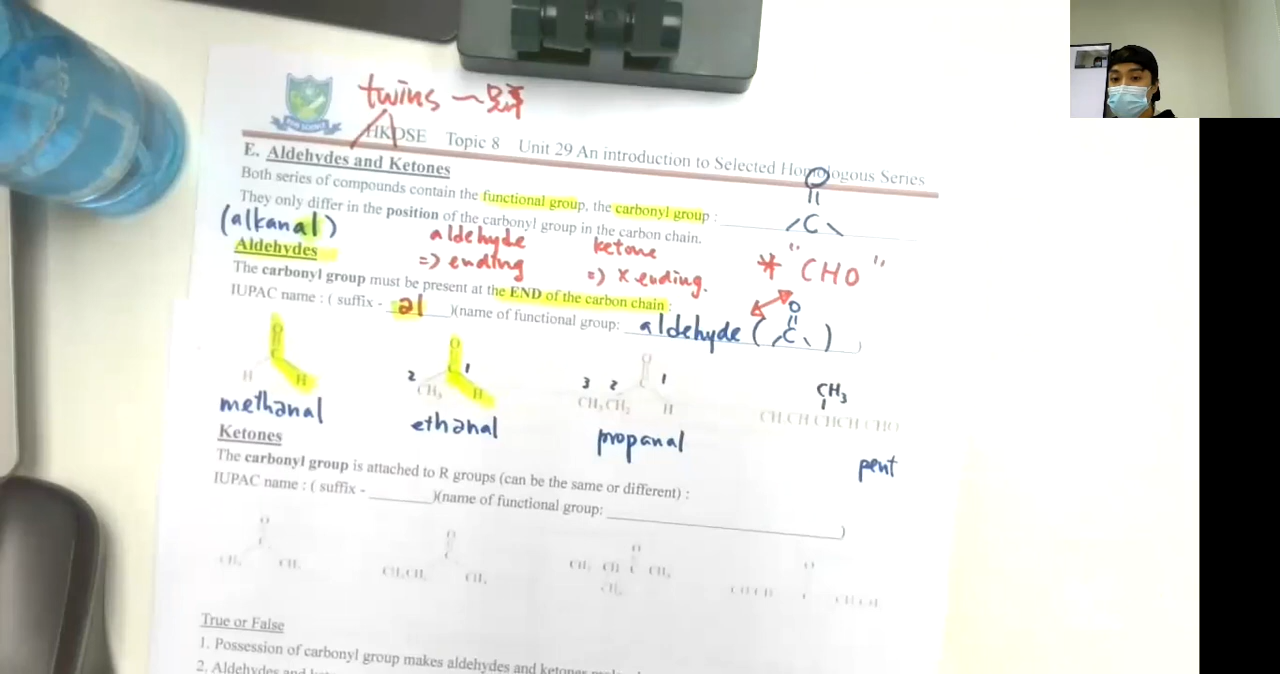 twins 一對
HKDSE Topic 8 Unit 29 An introduction to Selected Homologous Series
E. Aldehydes and Ketones
Both series of compounds contain the functional group, the carbonyl group :
O
C
They only differ in the position of the carbonyl group in the carbon chain.
(alkanal)
aldehyde
=> ending
ketone
=> x ending.
* "CHO"
Aldehydes
The carbonyl group must be present at the END of the carbon chain :
IUPAC name : ( suffix - al )(name of functional group: aldehyde ( C ) )
O
O
H
H
methanal
O
2
1
CH₃
H
ethanal
O
3 2 1
CH₃CH₂
H
propanal
CH₃
pent
Ketones
The carbonyl group is attached to R groups (can be the same or different) :
IUPAC name : ( suffix - )(name of functional group: )
O
O
O
O
True or False
1. Possession of carbonyl group makes aldehydes and ketones
2. Aldehydes and